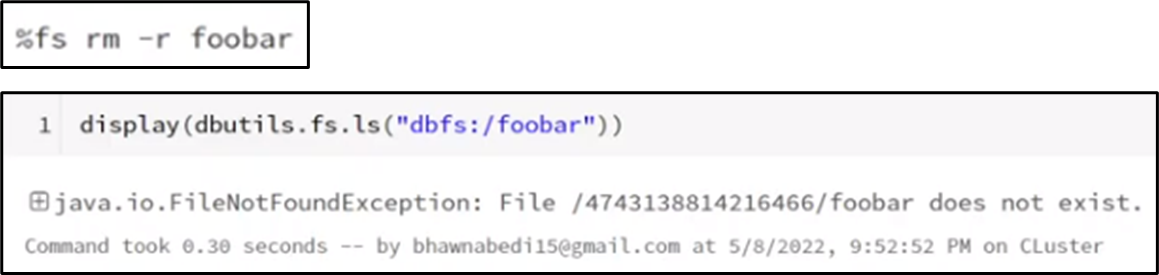 %fs rm -r foobar
1 display(dbutils.fs.ls("dbfs:/foobar"))
java.io.FileNotFoundException: File /4743138814216466/foobar does not exist.
Command took 0.30 seconds -- by bhawnabedi15@gmail.com at 5/8/2022, 9:52:52 PM on CLuster